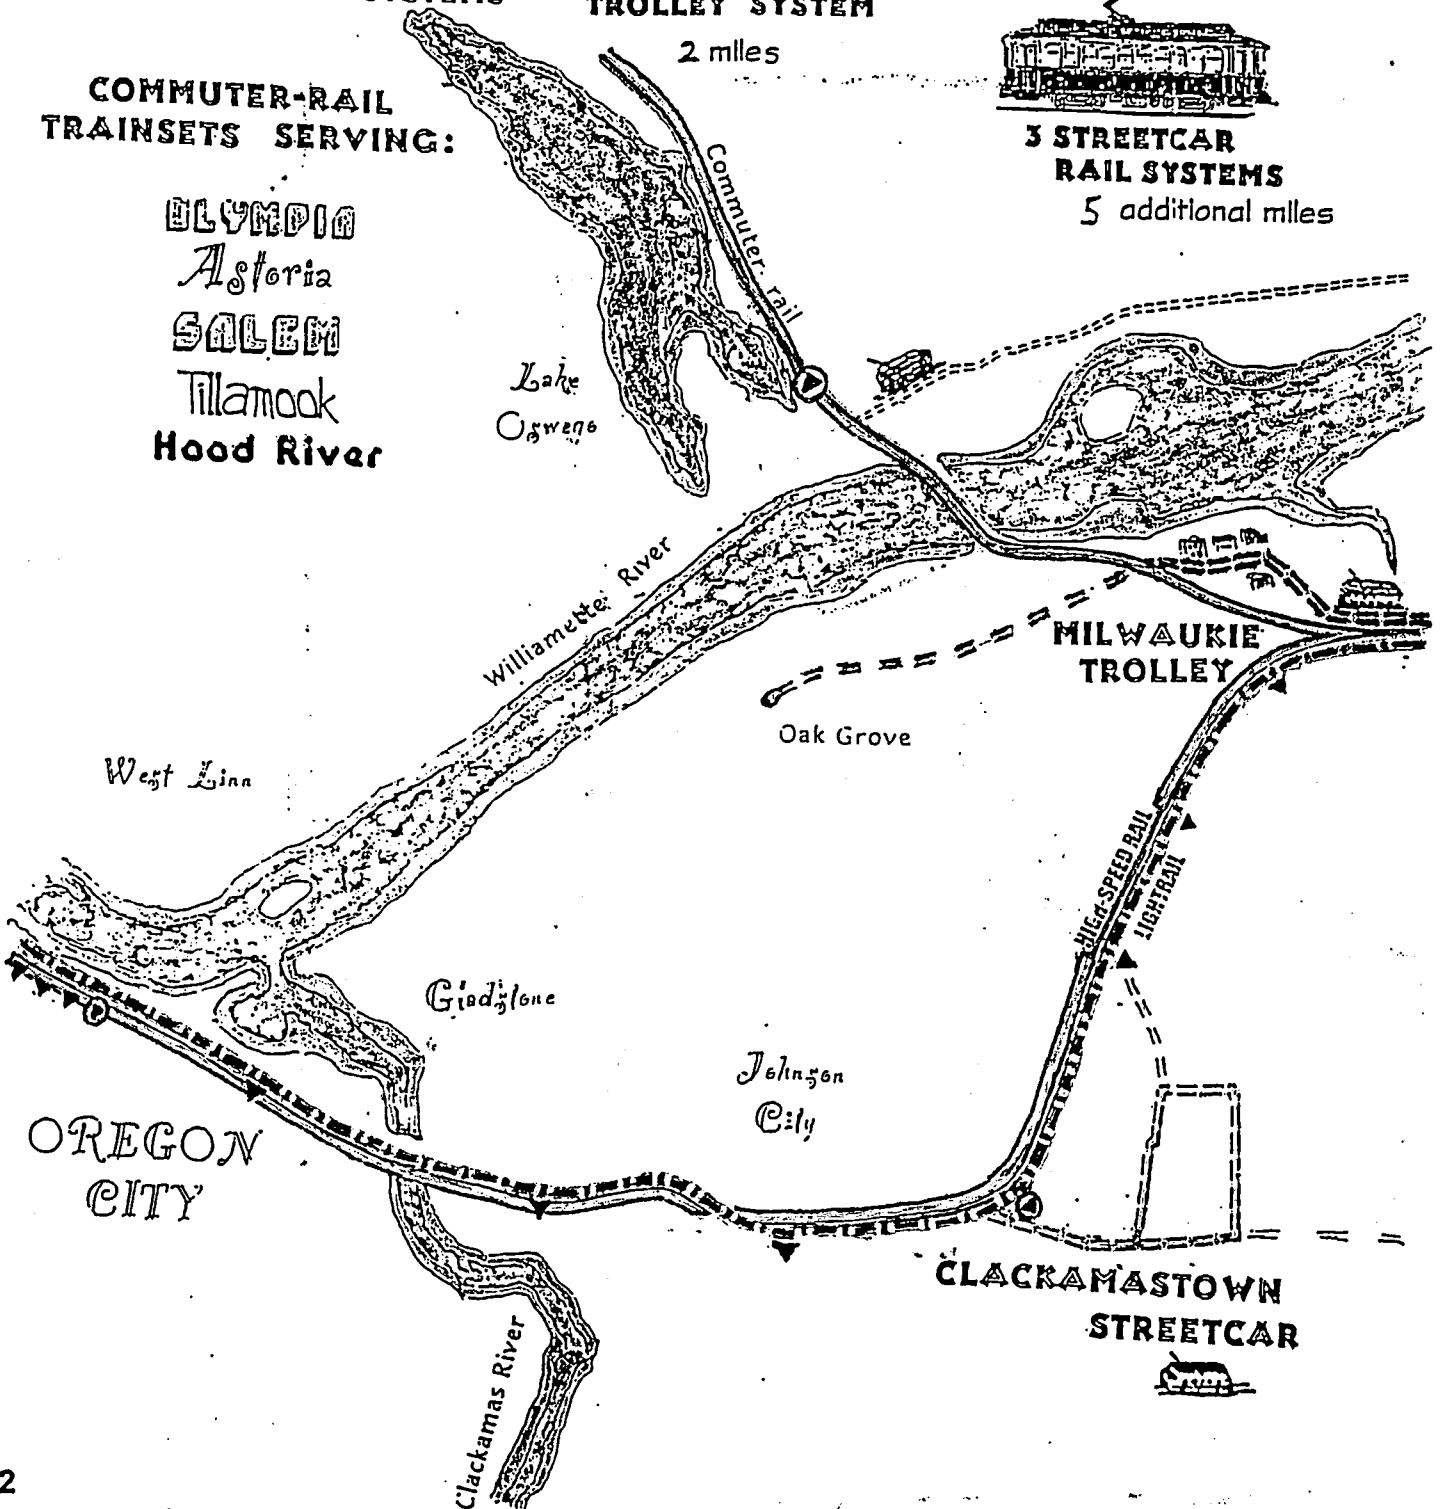 TROLLEY SYSTEM
2 miles
COMMUTER-RAIL
TRAINSETS SERVING:
OLYMPIA
Astoria
SALEM
Tillamook
Hood River
3 STREETCAR
RAIL SYSTEMS
5 additional miles
Commuter rail
Lake
Oswego
Williamette River
MILWAUKIE
TROLLEY
Oak Grove
West Linn
HIGH-SPEED RAIL
LIGHTRAIL
Gladstone
Johnson
City
OREGON
CITY
CLACKAMASTOWN
STREETCAR
Clackamas River
2